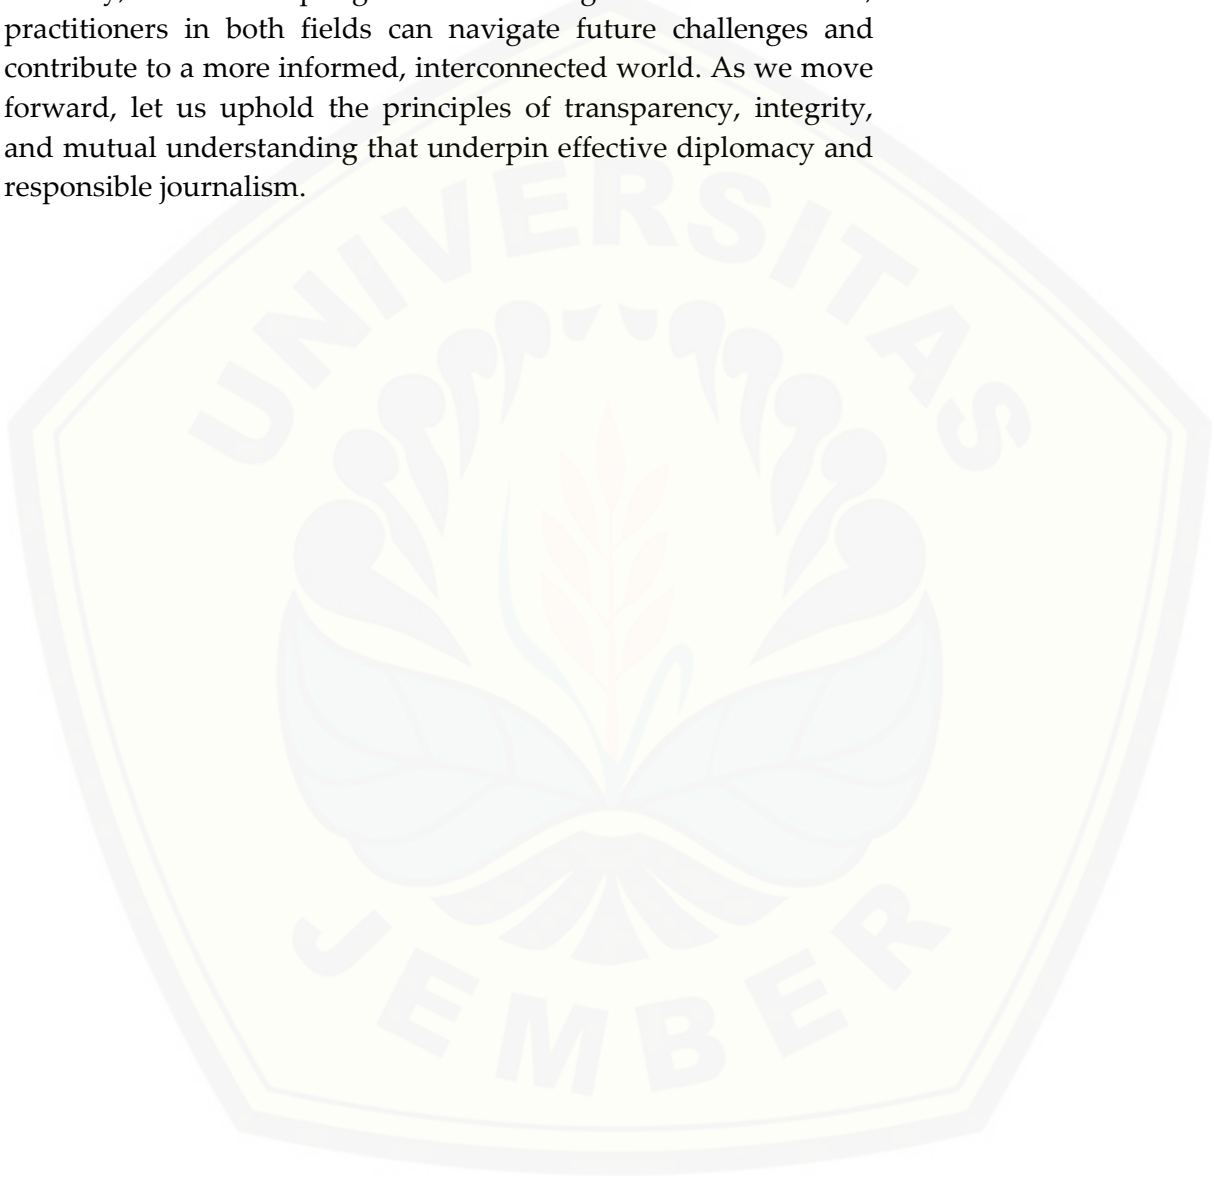 practitioners in both fields can navigate future challenges and
contribute to a more informed, interconnected world. As we move
forward, let us uphold the principles of transparency, integrity,
and mutual understanding that underpin effective diplomacy and
responsible journalism.
UNIVERSITAS
JEMBER